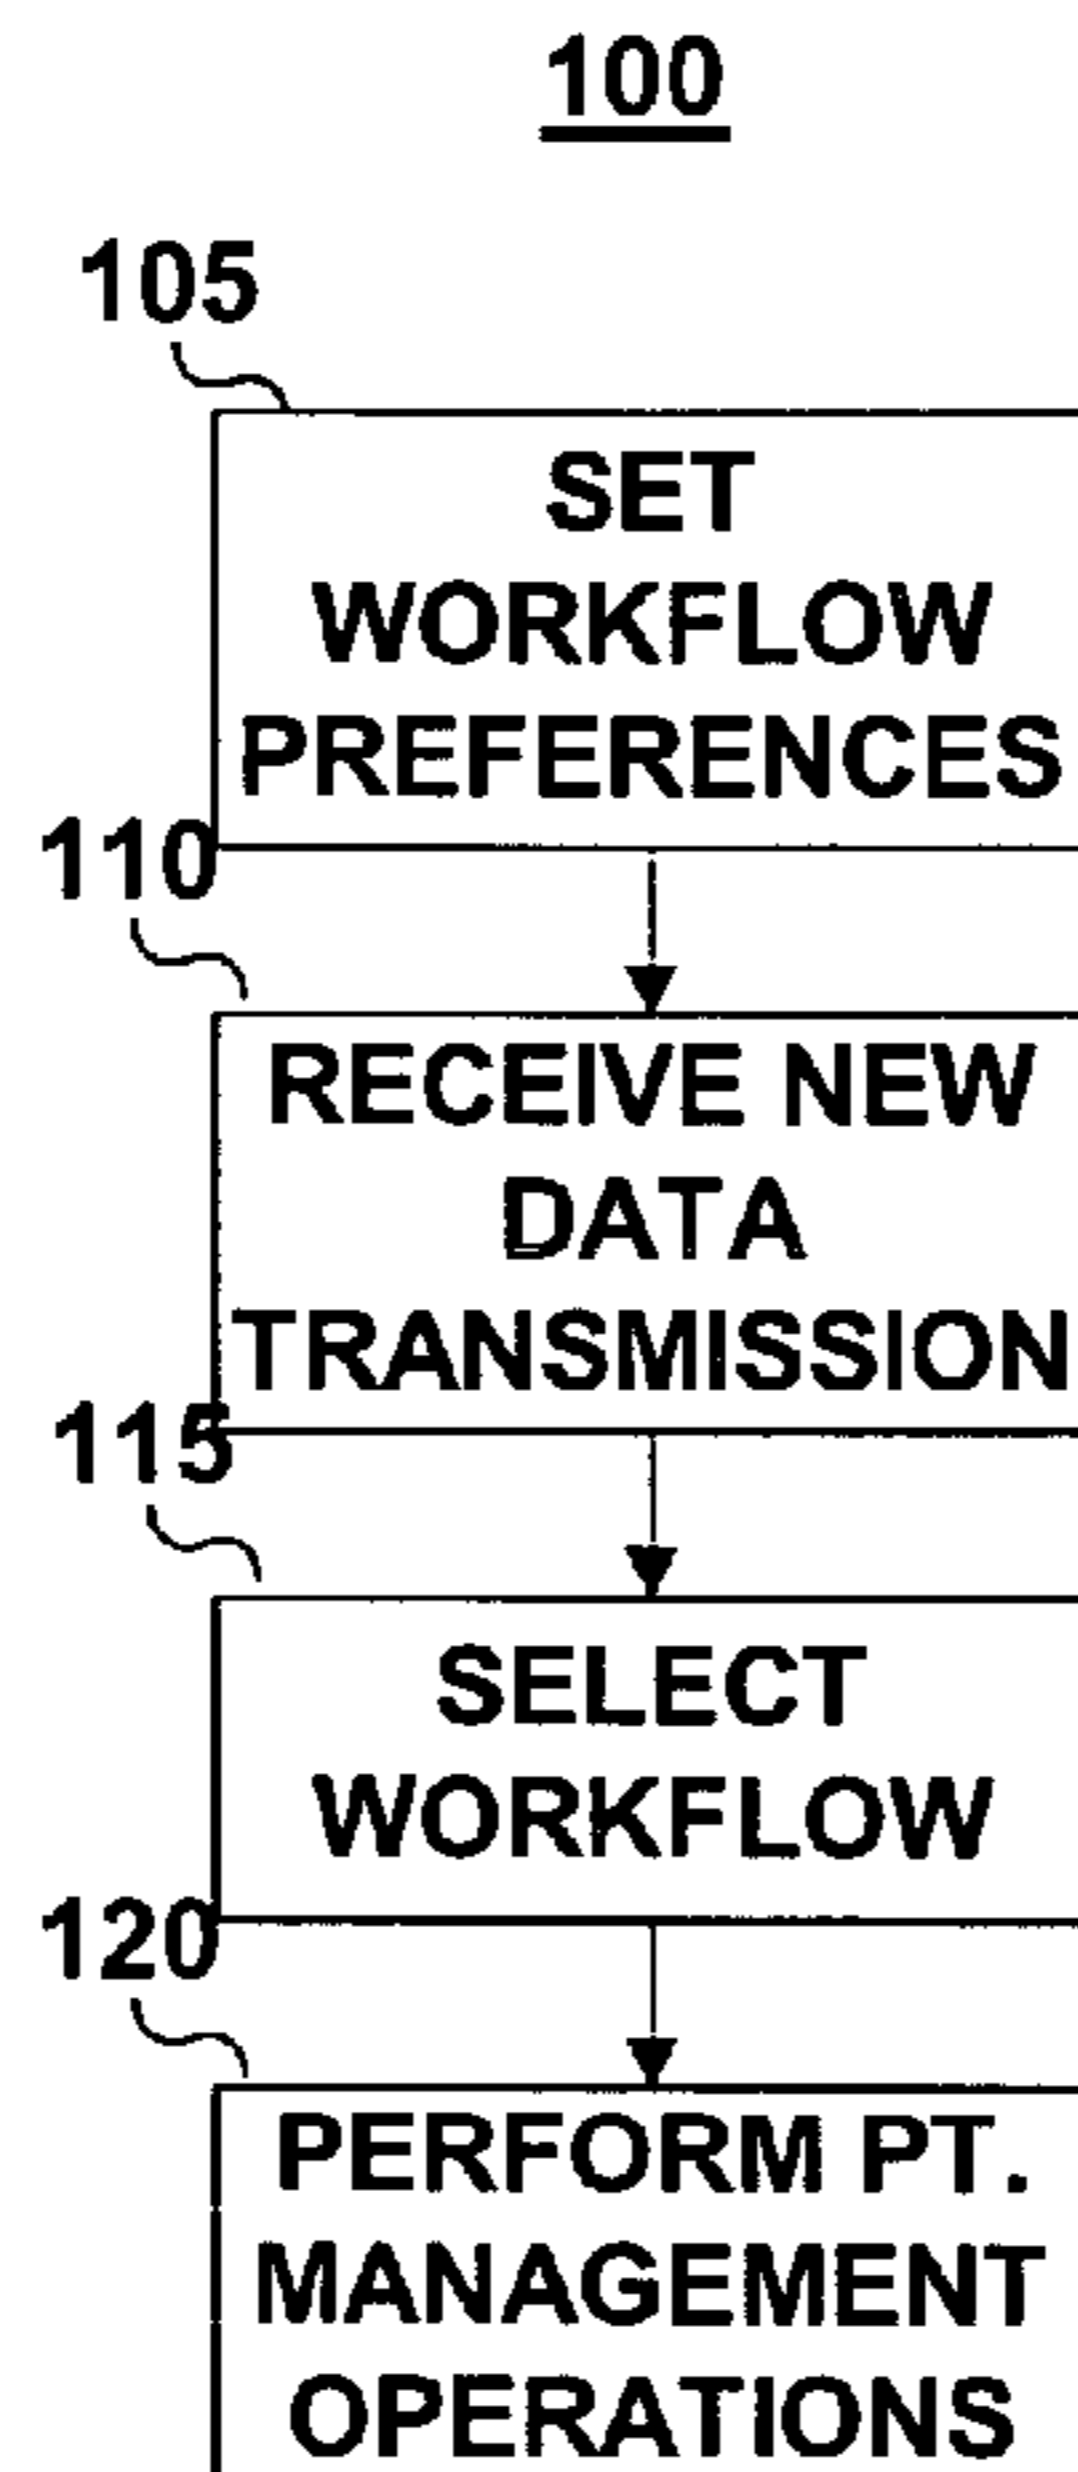 100
105
SET
WORKFLOW
PREFERENCES
110
RECEIVE NEW
DATA
TRANSMISSION
115
SELECT
WORKFLOW
120
PERFORM PT.
MANAGEMENT
OPERATIONS